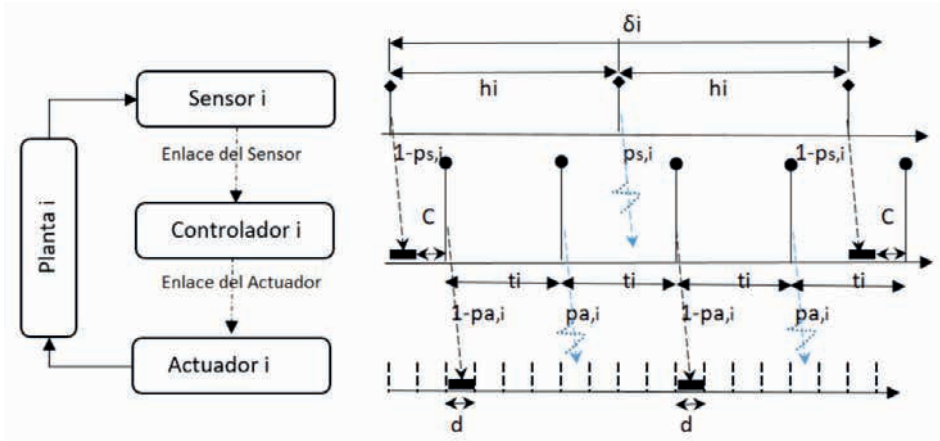 Planta i
Sensor i
Enlace del Sensor
Controlador i
Enlace del Actuador
Actuador i
δi
hi hi
1-ps,i ps,i 1-ps,i
C C
ti ti ti ti
1-pa,i pa,i 1-pa,i pa,i
d d